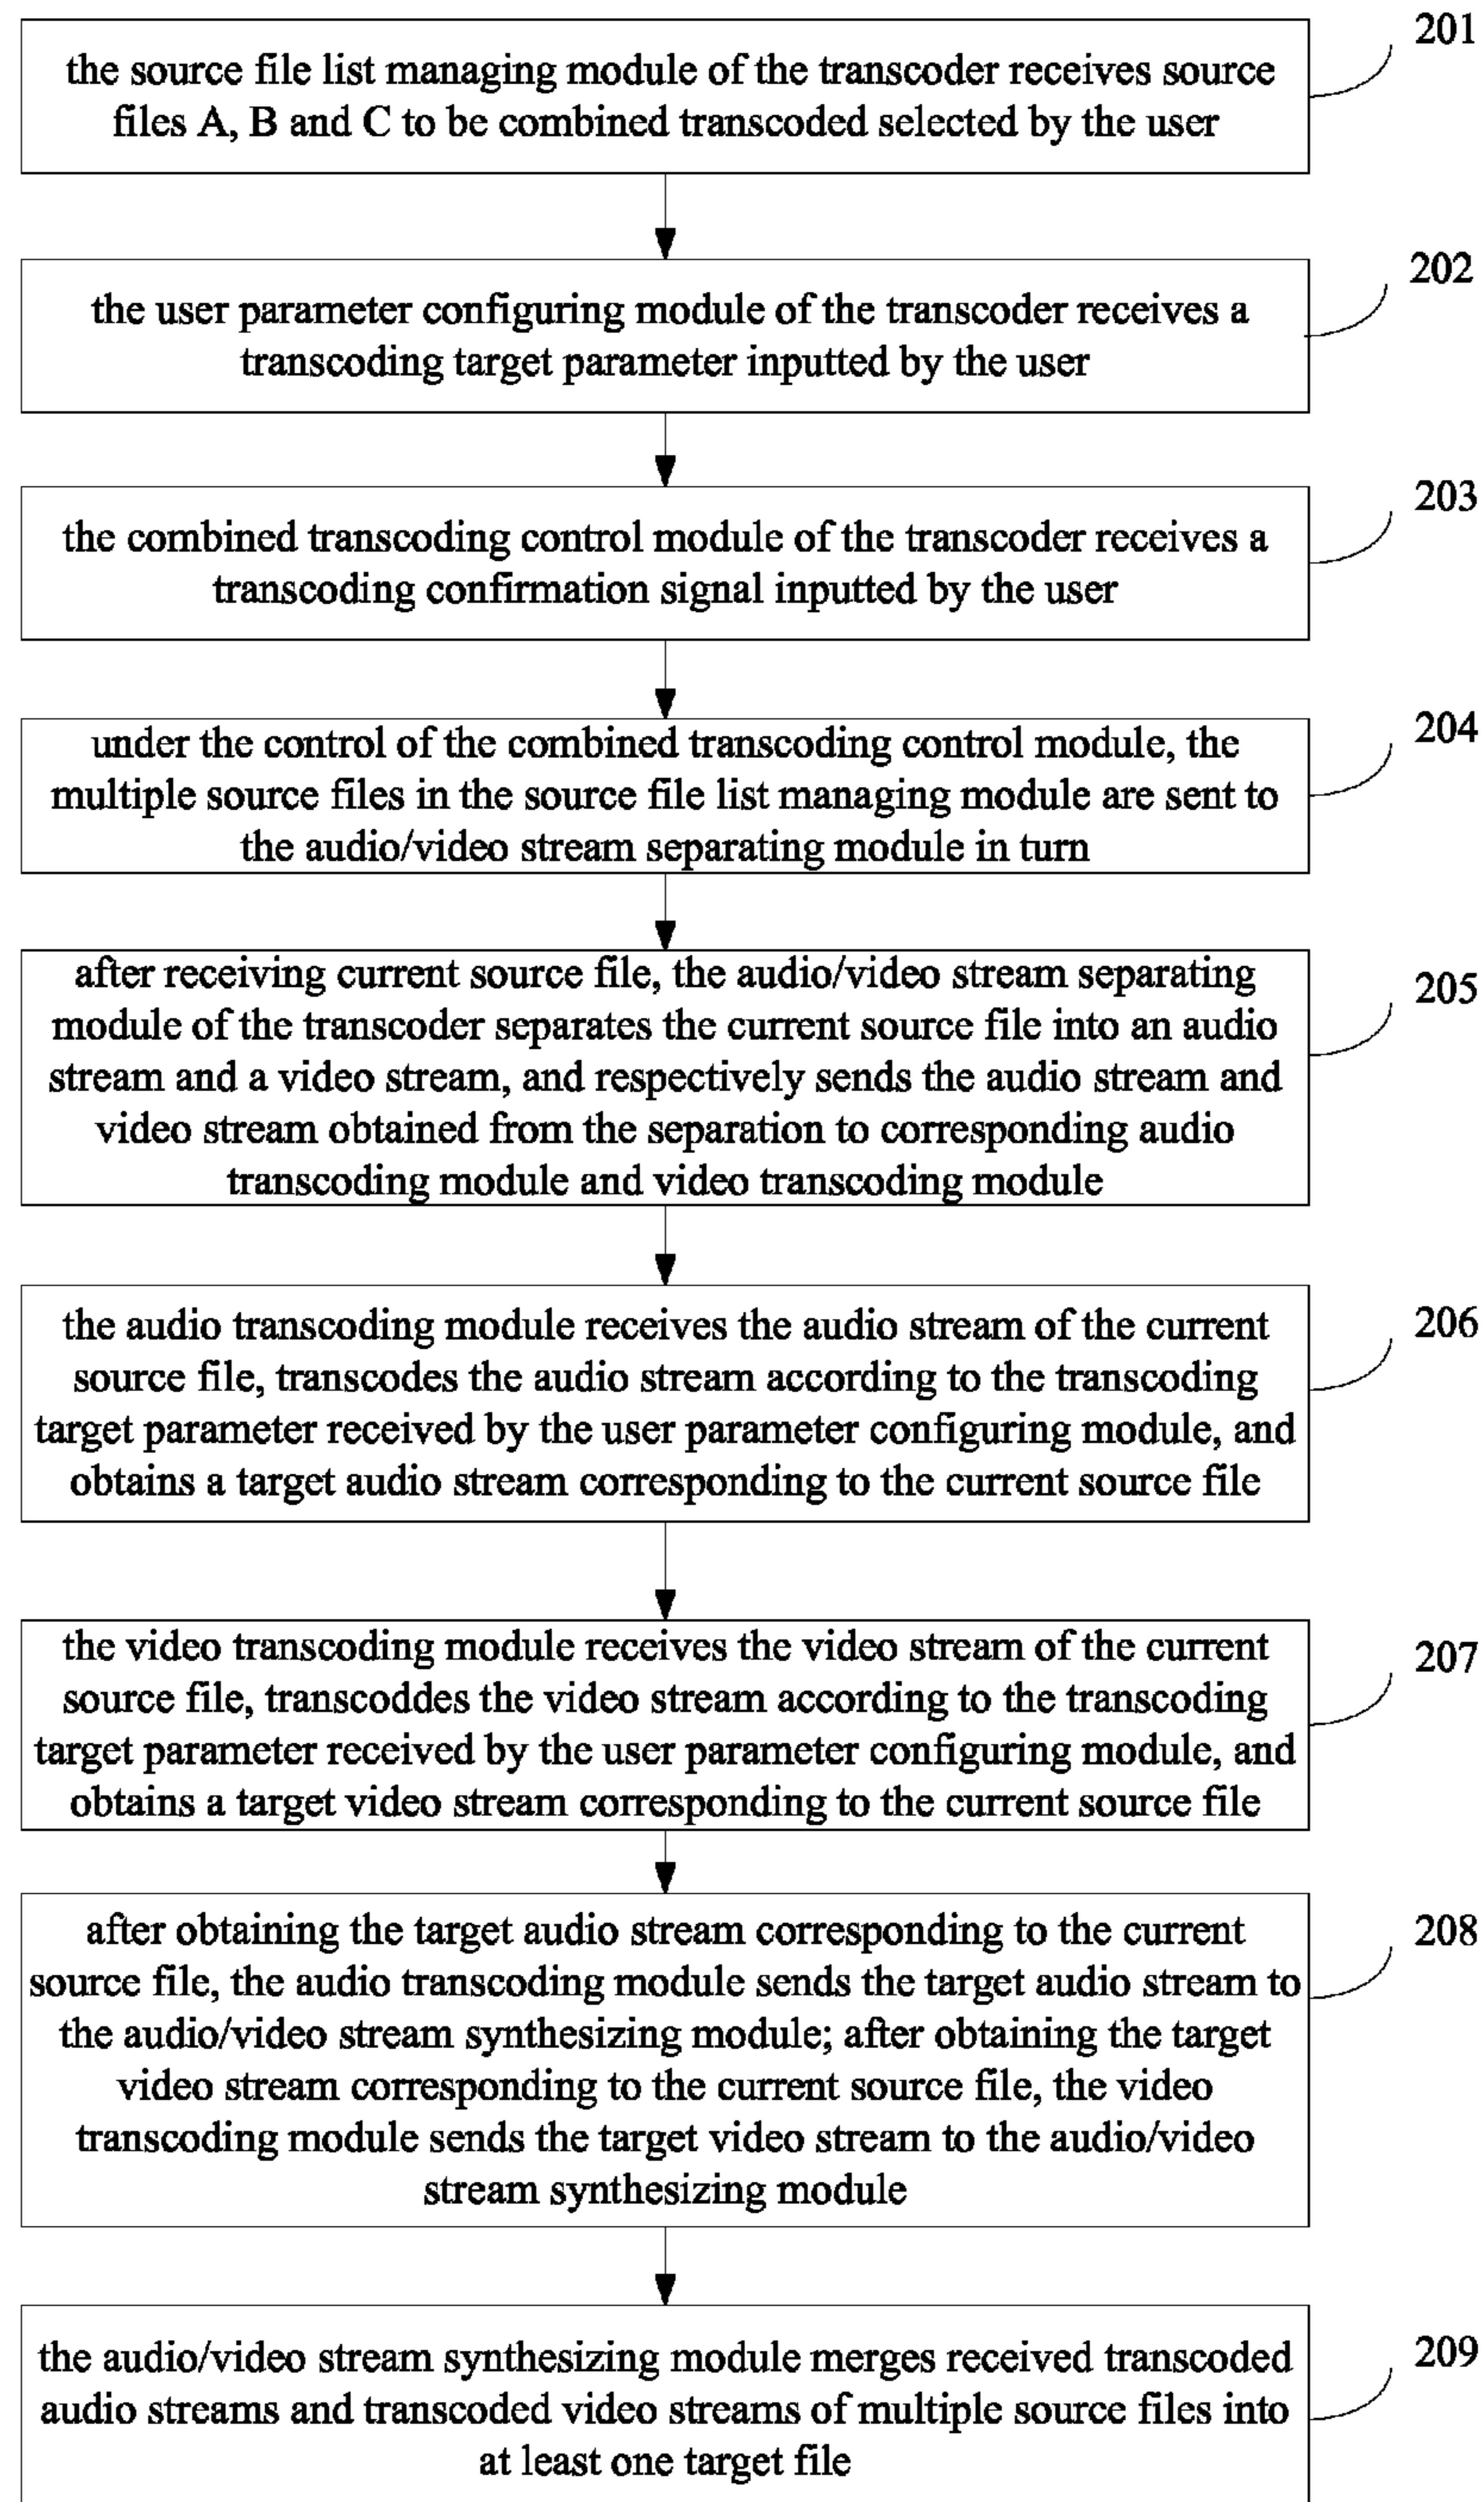 201
the source file list managing module of the transcoder receives source
files A, B and C to be combined transcoded selected by the user
202
the user parameter configuring module of the transcoder receives a
transcoding target parameter inputted by the user
203
the combined transcoding control module of the transcoder receives a
transcoding confirmation signal inputted by the user
204
under the control of the combined transcoding control module, the
multiple source files in the source file list managing module are sent to
the audio/video stream separating module in turn
205
after receiving current source file, the audio/video stream separating
module of the transcoder separates the current source file into an audio
stream and a video stream, and respectively sends the audio stream and
video stream obtained from the separation to corresponding audio
transcoding module and video transcoding module
206
the audio transcoding module receives the audio stream of the current
source file, transcodes the audio stream according to the transcoding
target parameter received by the user parameter configuring module, and
obtains a target audio stream corresponding to the current source file
207
the video transcoding module receives the video stream of the current
source file, transcoddes the video stream according to the transcoding
target parameter received by the user parameter configuring module, and
obtains a target video stream corresponding to the current source file
208
after obtaining the target audio stream corresponding to the current
source file, the audio transcoding module sends the target audio stream to
the audio/video stream synthesizing module; after obtaining the target
video stream corresponding to the current source file, the video
transcoding module sends the target video stream to the audio/video
stream synthesizing module
209
the audio/video stream synthesizing module merges received transcoded
audio streams and transcoded video streams of multiple source files into
at least one target file